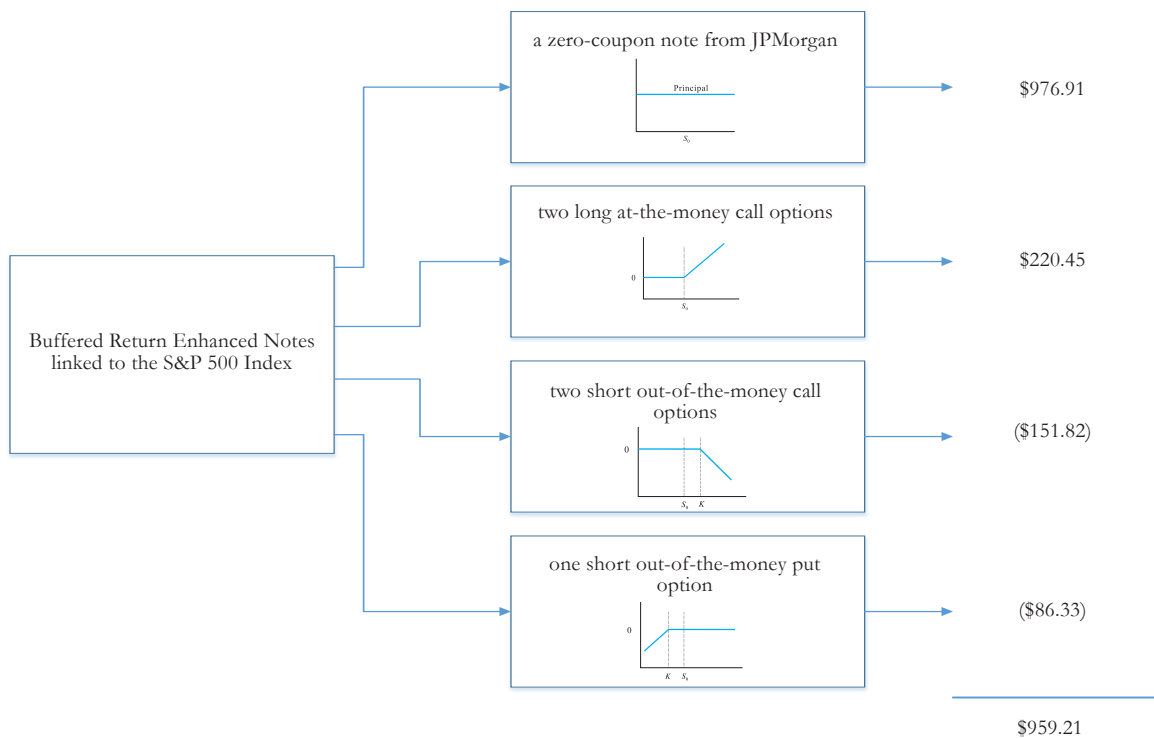 a zero-coupon note from JPMorgan
Principal
S₀
$976.91
two long at-the-money call options
0
S₀
$220.45
Buffered Return Enhanced Notes
linked to the S&P 500 Index
two short out-of-the-money call
options
0
S₀ K
($151.82)
one short out-of-the-money put
option
0
K S₀
($86.33)
$959.21